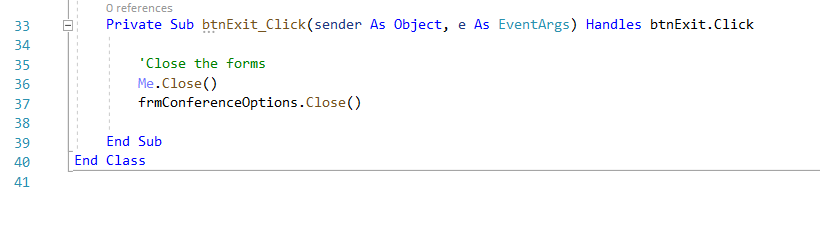 0 references
33 Private Sub btnExit_Click(sender As Object, e As EventArgs) Handles btnExit.Click
34
35 'Close the forms
36 Me.Close()
37 frmConferenceOptions.Close()
38
39 End Sub
40 End Class
41